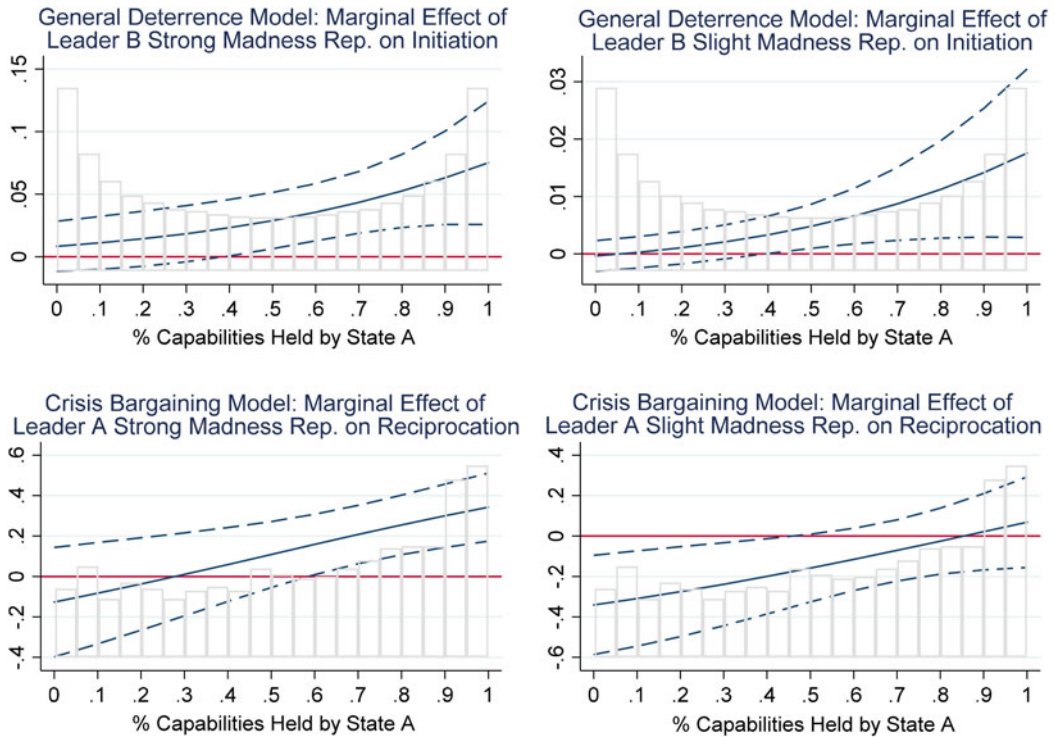 General Deterrence Model: Marginal Effect of
Leader B Strong Madness Rep. on Initiation
.15
.1
.05
0
0 .1 .2 .3 .4 .5 .6 .7 .8 .9 1
% Capabilities Held by State A
General Deterrence Model: Marginal Effect of
Leader B Slight Madness Rep. on Initiation
.03
.02
.01
0
0 .1 .2 .3 .4 .5 .6 .7 .8 .9 1
% Capabilities Held by State A
Crisis Bargaining Model: Marginal Effect of
Leader A Strong Madness Rep. on Reciprocation
.6
.4
.2
0
-.2
-.4
0 .1 .2 .3 .4 .5 .6 .7 .8 .9 1
% Capabilities Held by State A
Crisis Bargaining Model: Marginal Effect of
Leader A Slight Madness Rep. on Reciprocation
.4
.2
0
-.2
-.4
-.6
0 .1 .2 .3 .4 .5 .6 .7 .8 .9 1
% Capabilities Held by State A